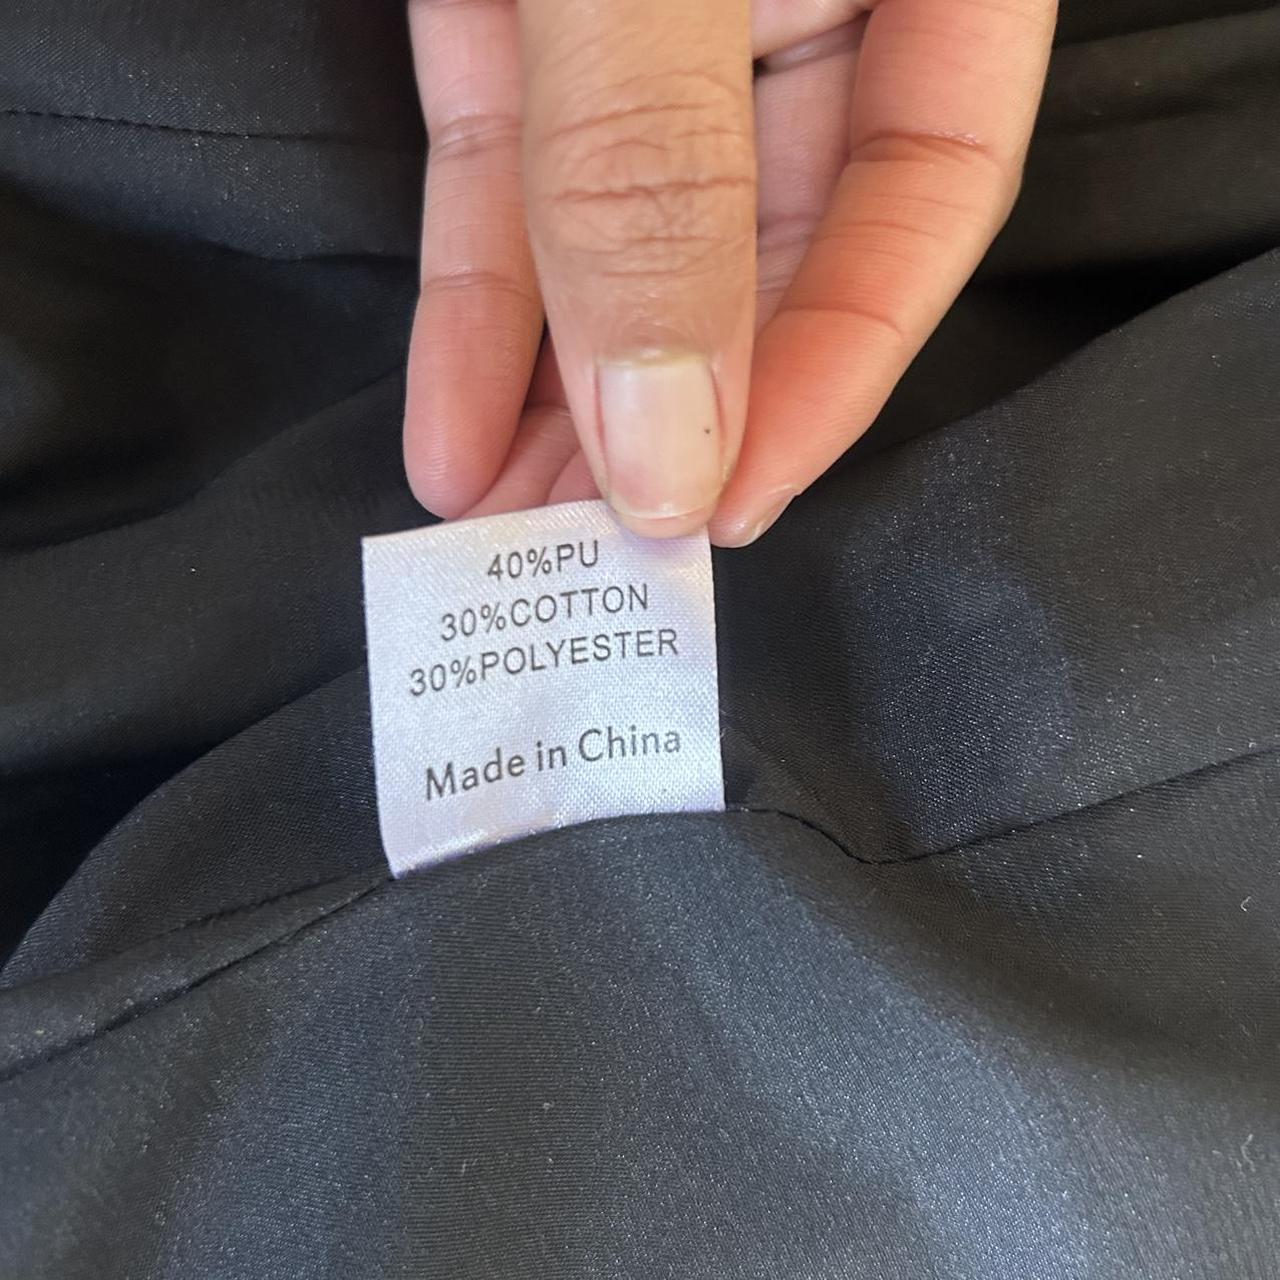 40%PU
30%COTTON
30%POLYESTER
Made in China